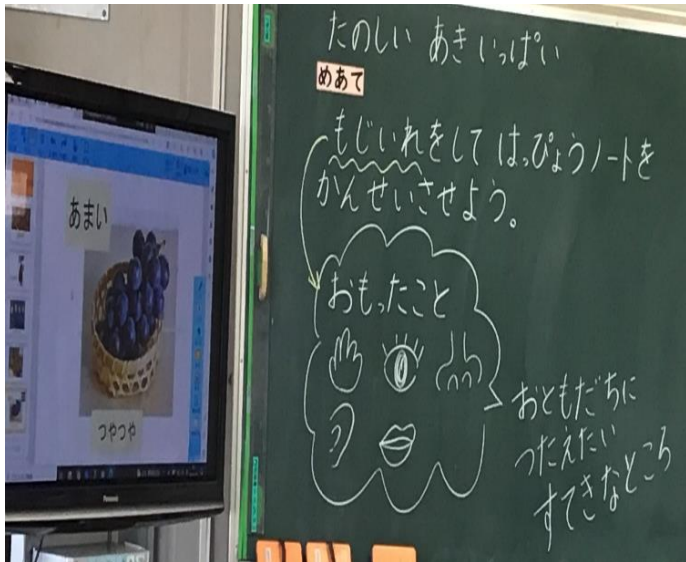 たのしい あき いっぱい
めあて
もじいれをして はっぴょうノートを
かんせいさせよう。
おもったこと
おともだちに
つたえたい
すてきなところ
あまい
つやつや
Panasonic